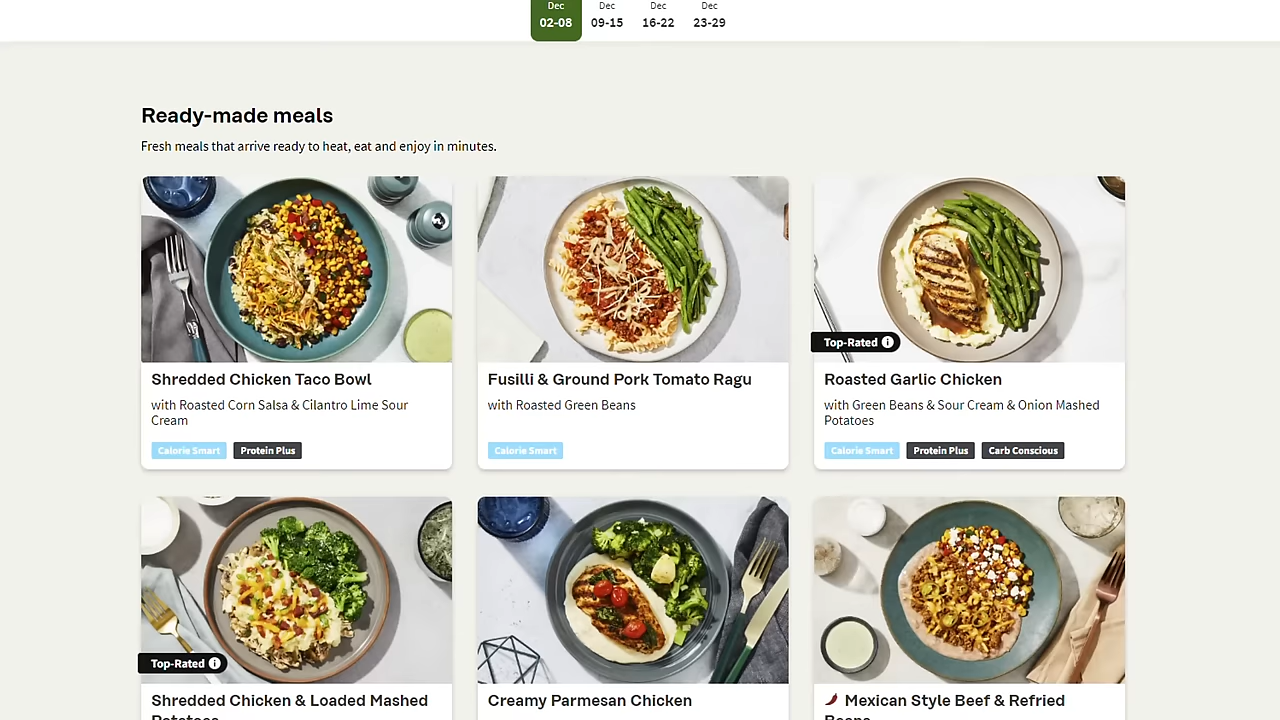 Dec Dec Dec Dec
02-08 09-15 16-22 23-29
Ready-made meals
Fresh meals that arrive ready to heat, eat and enjoy in minutes.
Top-Rated
Shredded Chicken Taco Bowl
with Roasted Corn Salsa & Cilantro Lime Sour
Cream
Calorie Smart Protein Plus
Fusilli & Ground Pork Tomato Ragu
with Roasted Green Beans
Calorie Smart
Roasted Garlic Chicken
with Green Beans & Sour Cream & Onion Mashed
Potatoes
Calorie Smart Protein Plus Carb Conscious
Top-Rated
Shredded Chicken & Loaded Mashed
Potatoes
Creamy Parmesan Chicken
Mexican Style Beef & Refried
Beans